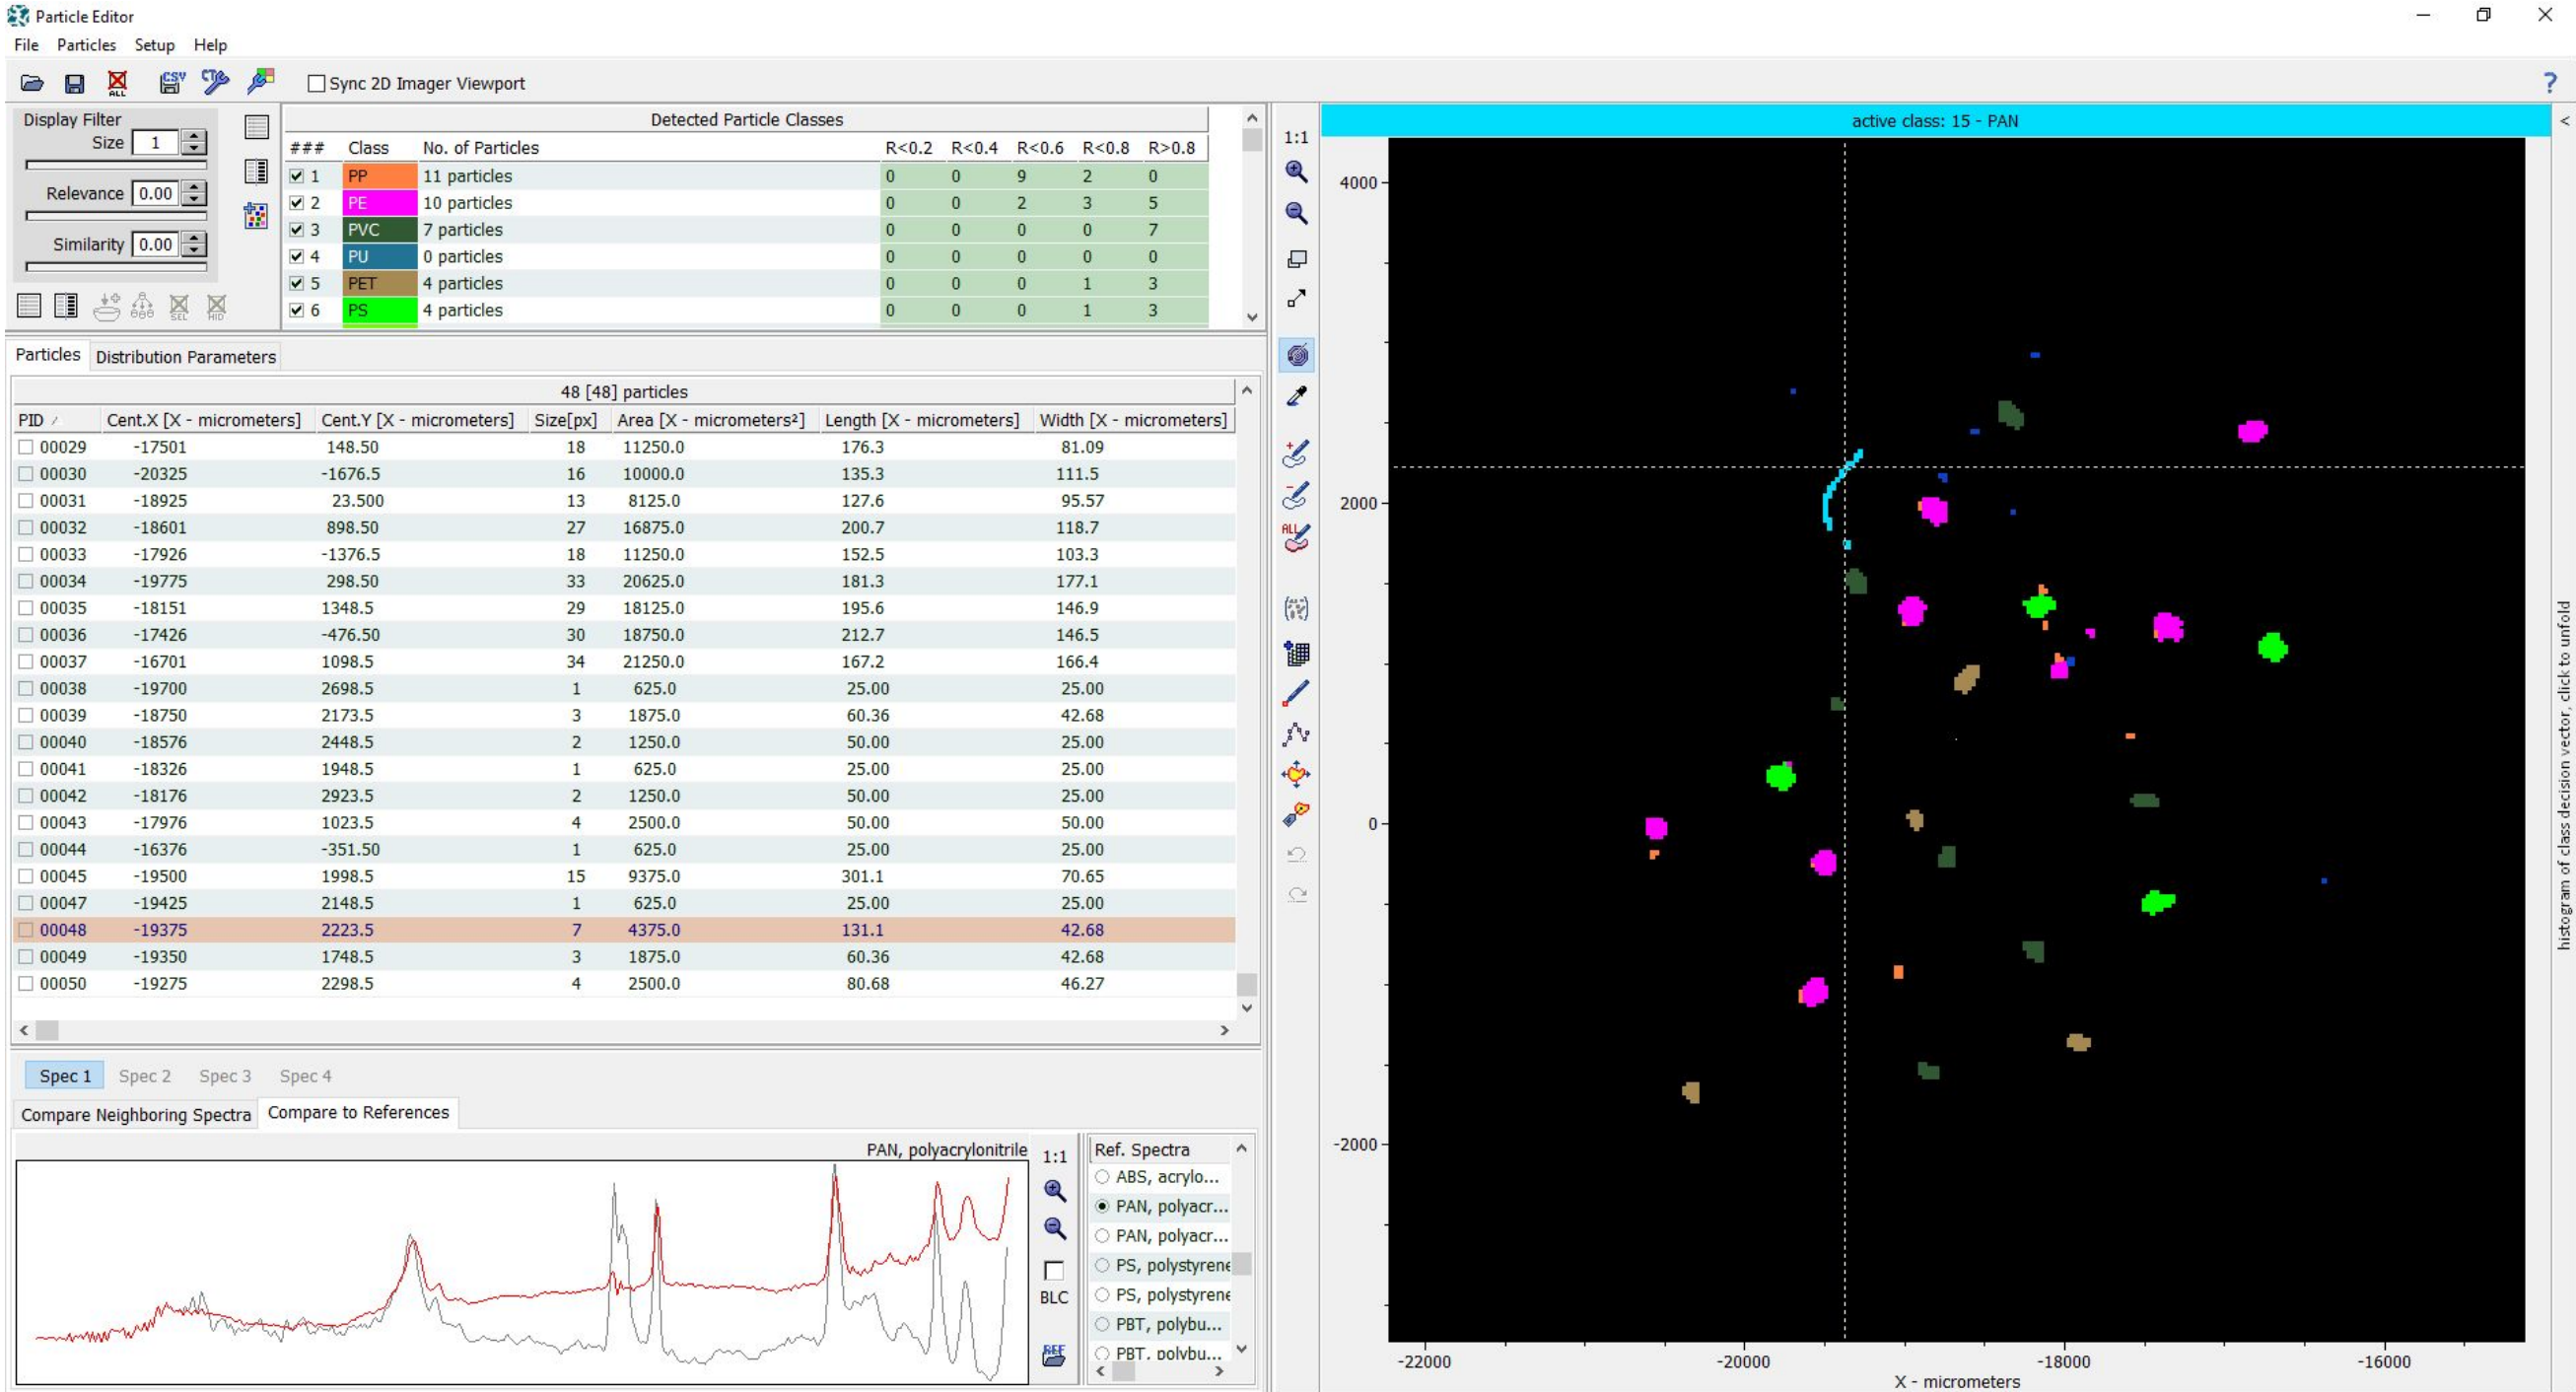 Particle Editor
File Particles Setup Help
ALL CSV CT Sync 2D Imager Viewport ?
Display Filter
Size 1
Relevance 0.00
Similarity 0.00
SEL HID
Detected Particle Classes
### Class No. of Particles R<0.2 R<0.4 R<0.6 R<0.8 R>0.8
1 PP 11 particles 0 0 9 2 0
2 PE 10 particles 0 0 2 3 5
3 PVC 7 particles 0 0 0 0 7
4 PU 0 particles 0 0 0 0 0
5 PET 4 particles 0 0 0 1 3
6 PS 4 particles 0 0 0 1 3
Particles Distribution Parameters
48 [48] particles
PID Cent.X [X - micrometers] Cent.Y [X - micrometers] Size[px] Area [X - micrometers²] Length [X - micrometers] Width [X - micrometers]
00029 -17501 148.50 18 11250.0 176.3 81.09
00030 -20325 -1676.5 16 10000.0 135.3 111.5
00031 -18925 23.500 13 8125.0 127.6 95.57
00032 -18601 898.50 27 16875.0 200.7 118.7
00033 -17926 -1376.5 18 11250.0 152.5 103.3
00034 -19775 298.50 33 20625.0 181.3 177.1
00035 -18151 1348.5 29 18125.0 195.6 146.9
00036 -17426 -476.50 30 18750.0 212.7 146.5
00037 -16701 1098.5 34 21250.0 167.2 166.4
00038 -19700 2698.5 1 625.0 25.00 25.00
00039 -18750 2173.5 3 1875.0 60.36 42.68
00040 -18576 2448.5 2 1250.0 50.00 25.00
00041 -18326 1948.5 1 625.0 25.00 25.00
00042 -18176 2923.5 2 1250.0 50.00 25.00
00043 -17976 1023.5 4 2500.0 50.00 50.00
00044 -16376 -351.50 1 625.0 25.00 25.00
00045 -19500 1998.5 15 9375.0 301.1 70.65
00047 -19425 2148.5 1 625.0 25.00 25.00
00048 -19375 2223.5 7 4375.0 131.1 42.68
00049 -19350 1748.5 3 1875.0 60.36 42.68
00050 -19275 2298.5 4 2500.0 80.68 46.27
Spec 1 Spec 2 Spec 3 Spec 4
Compare Neighboring Spectra Compare to References
PAN, polyacrylonitrile
1:1
BLC
REF
Ref. Spectra
ABS, acrylo...
PAN, polyacr...
PAN, polyacr...
PS, polystyrene
PS, polystyrene
PBT, polybu...
PBT, polybu...
1:1
ALL
active class: 15 - PAN
4000
2000
0
-2000
-22000 -20000 -18000 -16000
X - micrometers
<
histogram of class decision vector, click to unfold